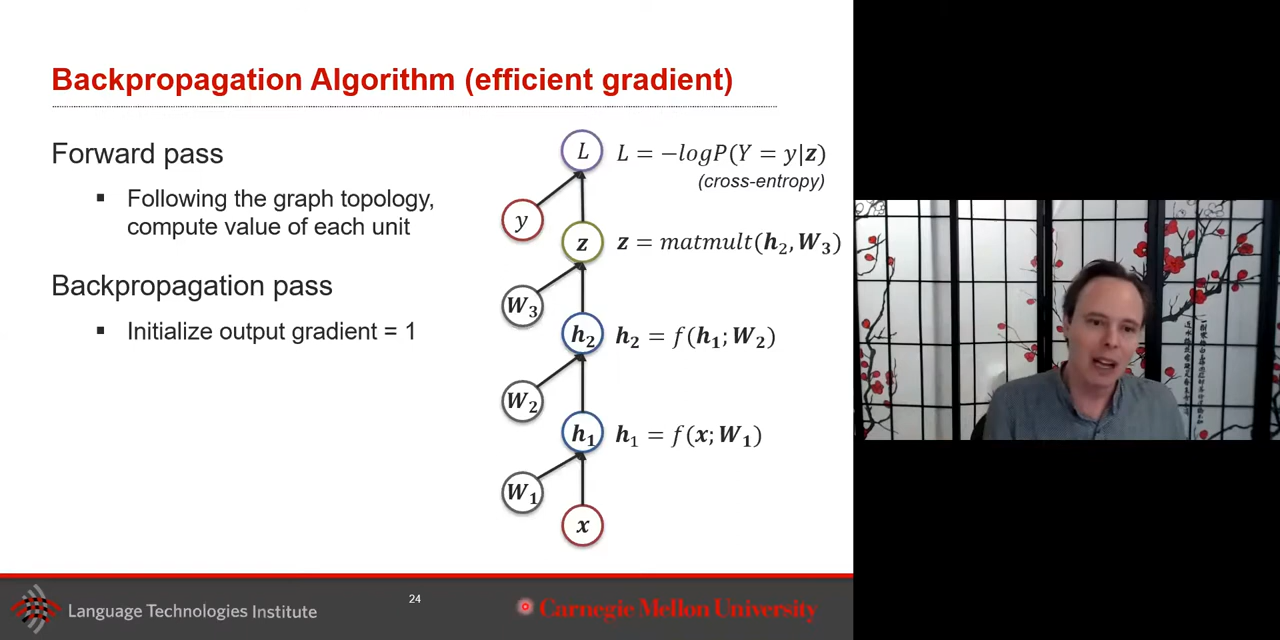 Backpropagation Algorithm (efficient gradient)
Forward pass
▪ Following the graph topology,
compute value of each unit
Backpropagation pass
▪ Initialize output gradient = 1
L
L = −logP(Y = y|z)
(cross-entropy)
y
z
z = matmult(h₂, W₃)
W₃
h₂
h₂ = f(h₁; W₂)
W₂
h₁
h₁ = f(x; W₁)
W₁
x
Language Technologies Institute
24
Carnegie Mellon University